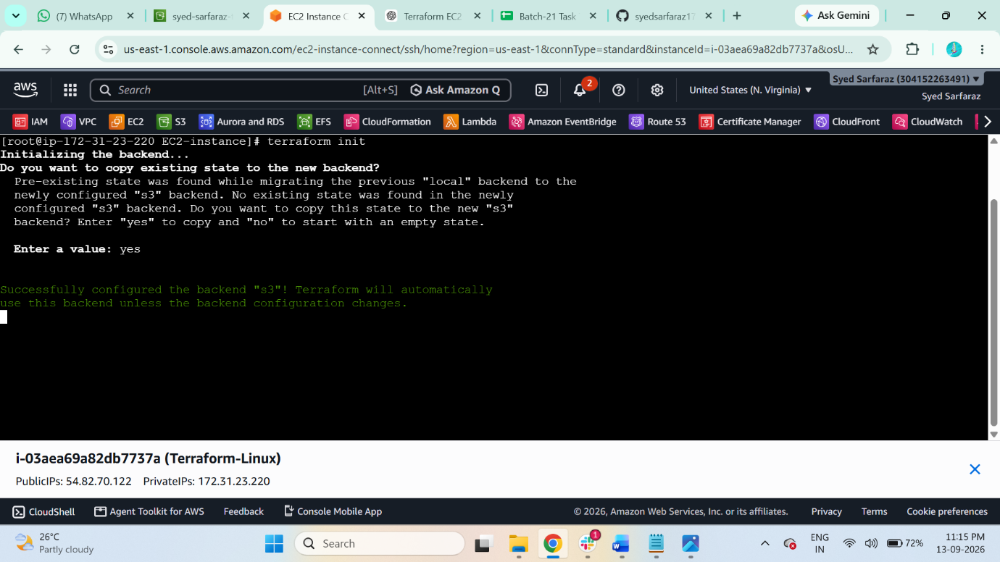 (7) WhatsApp
syed-sarfaraz-
EC2 Instance C
Terraform EC2
Batch-21 Task
syedsarfaraz17
Ask Gemini
us-east-1.console.aws.amazon.com/ec2-instance-connect/ssh/home?region=us-east-1&connType=standard&instanceId=i-03aea69a82db7737a&osU...
aws
Search
[Alt+S]
Ask Amazon Q
2
United States (N. Virginia)
Syed Sarfaraz (304152263491)
Syed Sarfaraz
IAM
VPC
EC2
S3
Aurora and RDS
EFS
CloudFormation
Lambda
Amazon EventBridge
Route 53
Certificate Manager
CloudFront
CloudWatch
[root@ip-172-31-23-220 EC2-instance]# terraform init
Initializing the backend...
Do you want to copy existing state to the new backend?
Pre-existing state was found while migrating the previous "local" backend to the
newly configured "s3" backend. No existing state was found in the newly
configured "s3" backend. Do you want to copy this state to the new "s3"
backend? Enter "yes" to copy and "no" to start with an empty state.
Enter a value: yes
Successfully configured the backend "s3"! Terraform will automatically
use this backend unless the backend configuration changes.
i-03aea69a82db7737a (Terraform-Linux)
PublicIPs: 54.82.70.122 PrivateIPs: 172.31.23.220
CloudShell
Agent Toolkit for AWS
Feedback
Console Mobile App
© 2026, Amazon Web Services, Inc. or its affiliates.
Privacy
Terms
Cookie preferences
26°C
Partly cloudy
Search
1
ENG
IN
72%
11:15 PM
13-09-2026